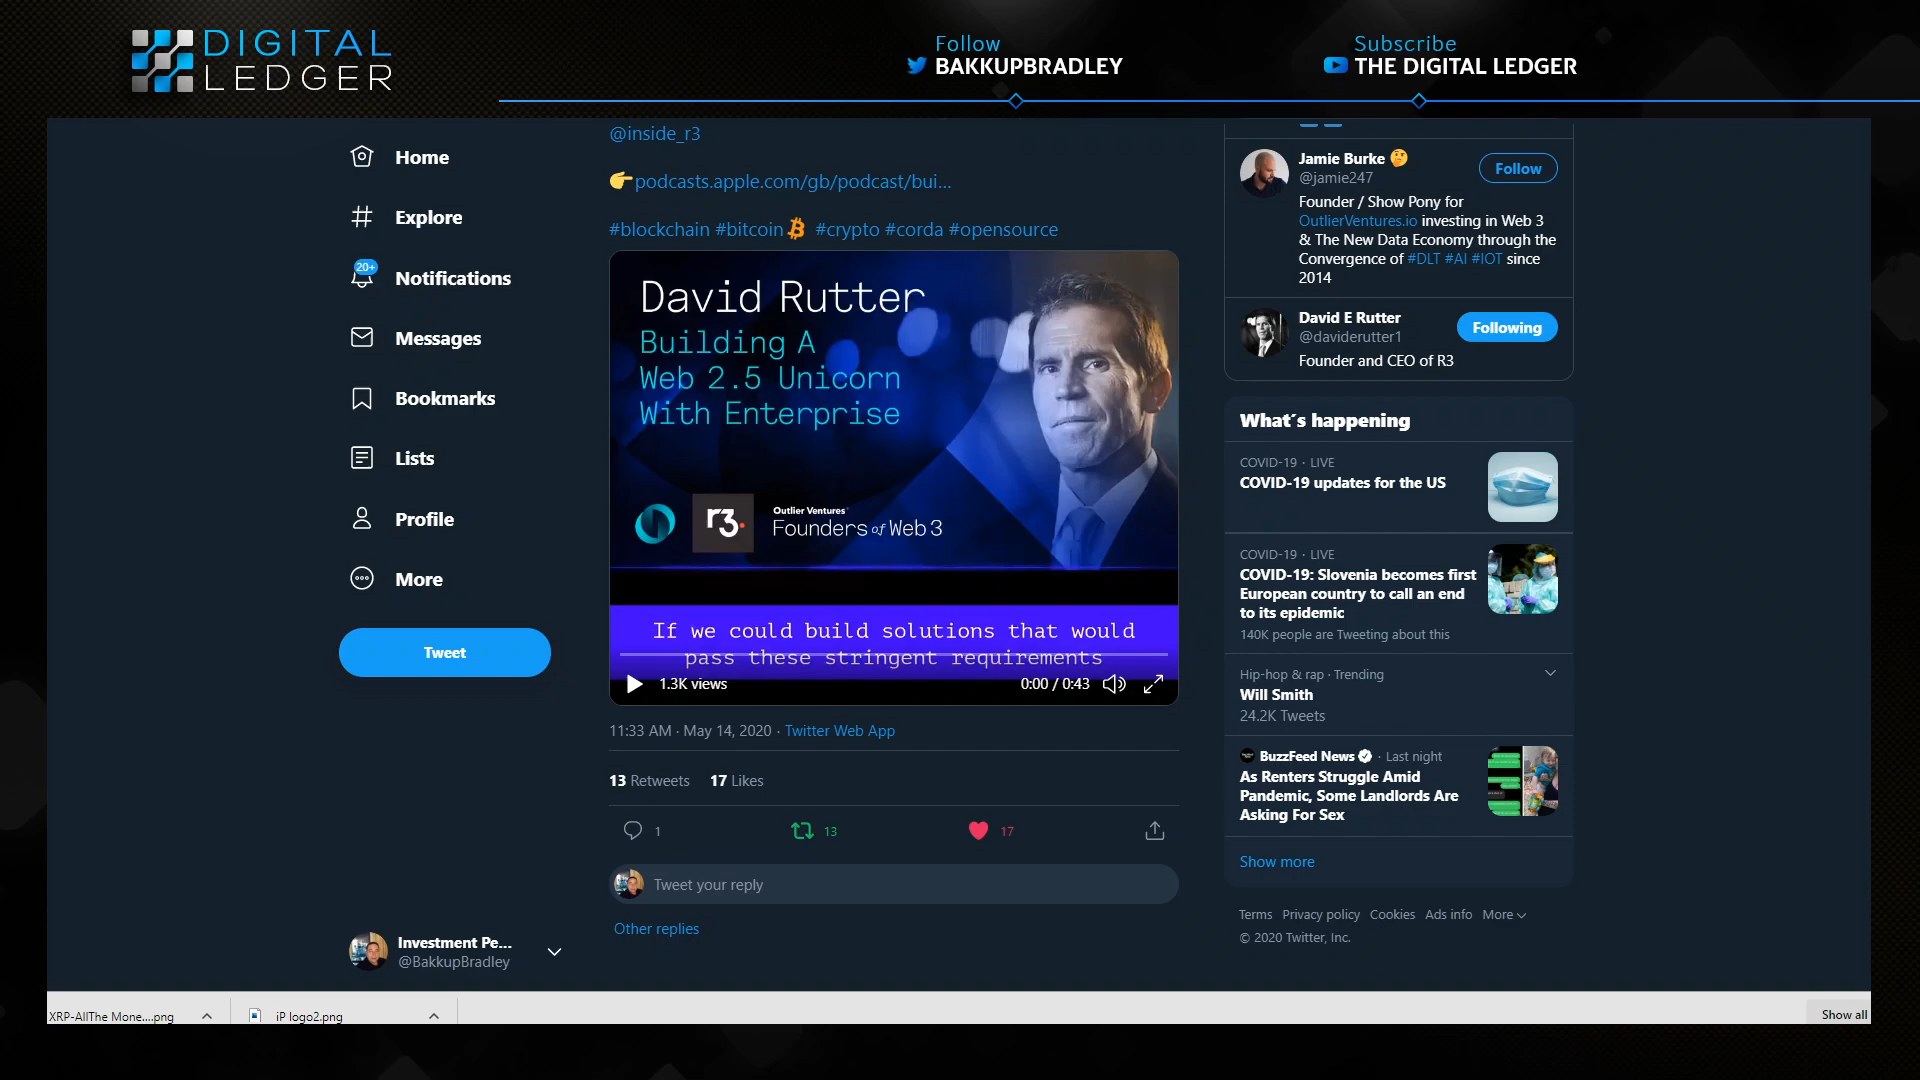 DIGITAL
LEDGER
Follow
BAKKUPBRADLEY
Subscribe
THE DIGITAL LEDGER
Home
Explore
20+
Notifications
Messages
Bookmarks
Lists
Profile
More
Tweet
Investment Pe...
@BakkupBradley
@inside_r3
👉podcasts.apple.com/gb/podcast/bui...
#blockchain #bitcoin #crypto #corda #opensource
David Rutter
Building A
Web 2.5 Unicorn
With Enterprise
r3.
Outlier Ventures
Founders of Web 3
If we could build solutions that would
pass these stringent requirements
1.3K views
0:00 / 0:43
11:33 AM · May 14, 2020 · Twitter Web App
13 Retweets 17 Likes
1
13
17
Tweet your reply
Other replies
Jamie Burke 🤔
@jamie247
Follow
Founder / Show Pony for
OutlierVentures.io investing in Web 3
& The New Data Economy through the
Convergence of #DLT #AI #IOT since
2014
David E Rutter
@daviderutter1
Following
Founder and CEO of R3
What's happening
COVID-19 · LIVE
COVID-19 updates for the US
COVID-19 · LIVE
COVID-19: Slovenia becomes first
European country to call an end
to its epidemic
140K people are Tweeting about this
Hip-hop & rap · Trending
Will Smith
24.2K Tweets
BuzzFeed News · Last night
As Renters Struggle Amid
Pandemic, Some Landlords Are
Asking For Sex
Show more
Terms Privacy policy Cookies Ads info More
© 2020 Twitter, Inc.
XRP-AllThe Mone....png
iP logo2.png
Show all